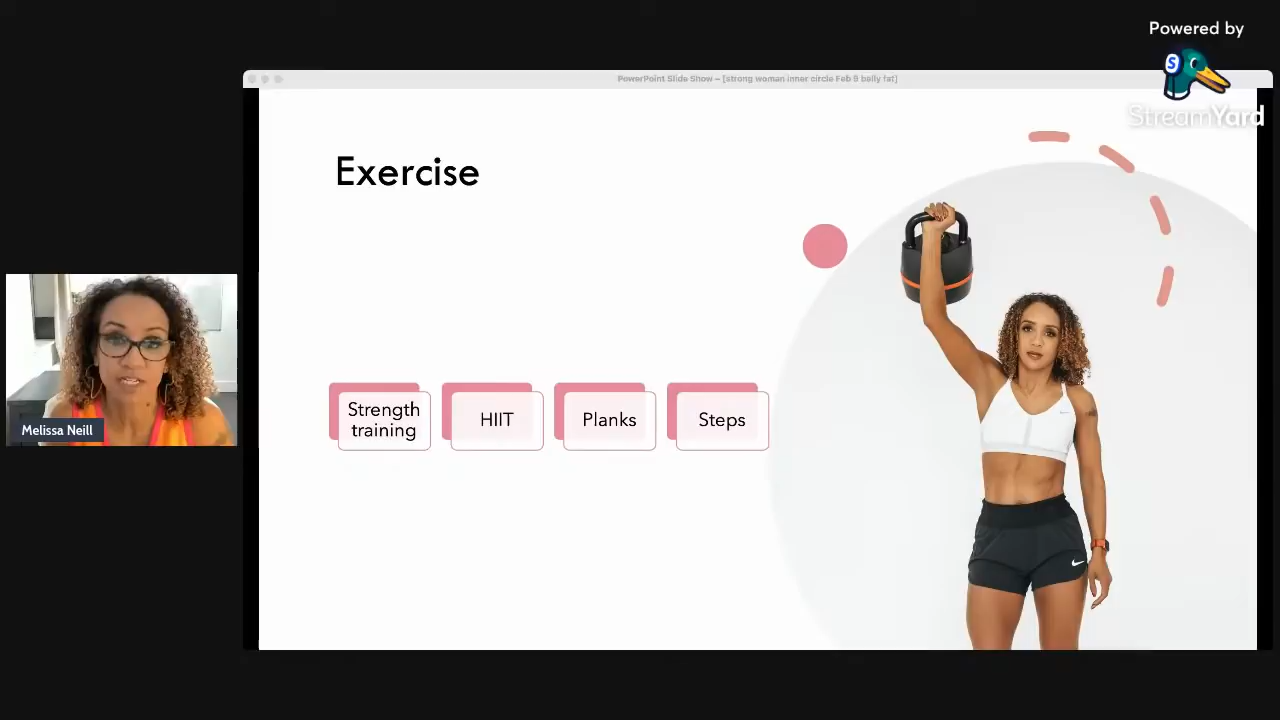 Powered by
StreamYard
PowerPoint Slide Show – [strong woman inner circle Feb 9 belly fat]
Exercise
Strength
training
HIIT
Planks
Steps
Melissa Neill